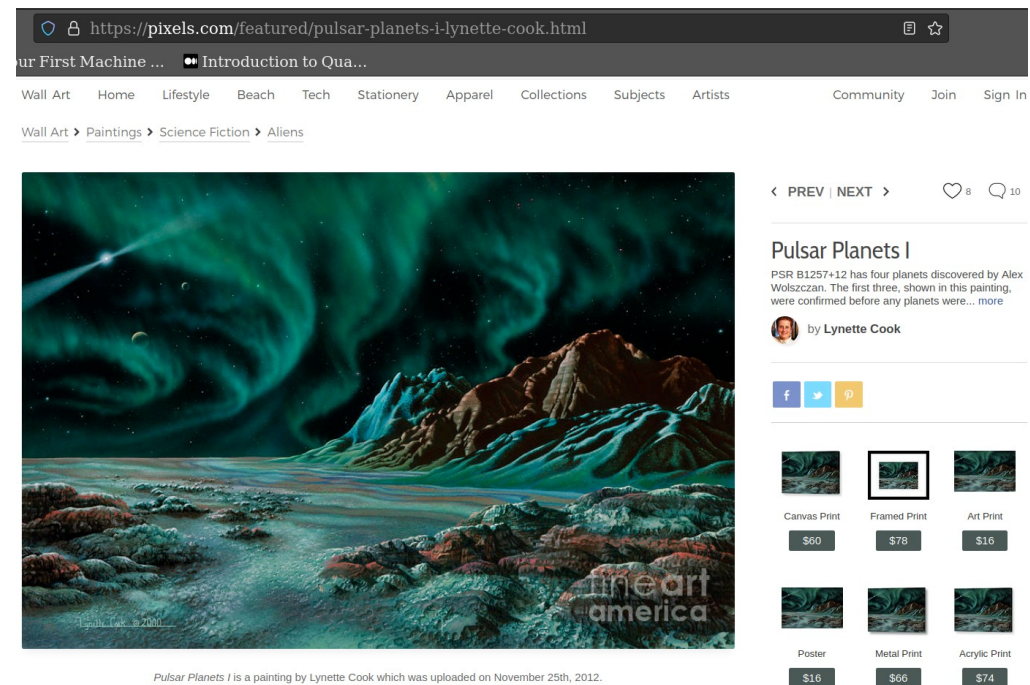 https://pixels.com/featured/pulsar-planets-i-lynette-cook.html
ur First Machine ... Introduction to Qua...
Wall Art Home Lifestyle Beach Tech Stationery Apparel Collections Subjects Artists Community Join Sign In
Wall Art > Paintings > Science Fiction > Aliens
< PREV | NEXT > 8 10
Pulsar Planets I
PSR B1257+12 has four planets discovered by Alex
Wolszczan. The first three, shown in this painting,
were confirmed before any planets were... more
by Lynette Cook
Canvas Print Framed Print Art Print
$60 $78 $16
fineart
america
Lynette Cook © 2000
Poster Metal Print Acrylic Print
$16 $66 $74
Pulsar Planets I is a painting by Lynette Cook which was uploaded on November 25th, 2012.